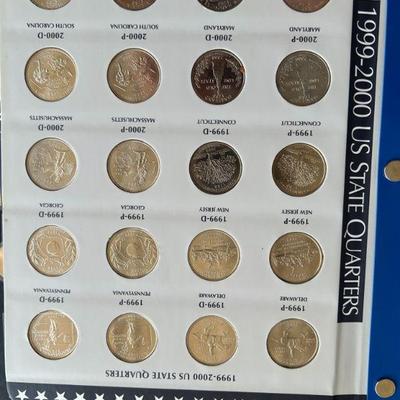 1999-2000 US STATE QUARTERS
1999-2000 US STATE QUARTERS
1999-P 1999-D 1999-P 1999-D
DELAWARE DELAWARE PENNSYLVANIA PENNSYLVANIA
1999-P 1999-D 1999-P 1999-D
NEW JERSEY NEW JERSEY GEORGIA GEORGIA
1999-P 1999-D 2000-P 2000-D
CONNECTICUT CONNECTICUT MASSACHUSETTS MASSACHUSETTS
2000-P 2000-D 2000-P 2000-D
MARYLAND MARYLAND SOUTH CAROLINA SOUTH CAROLINA